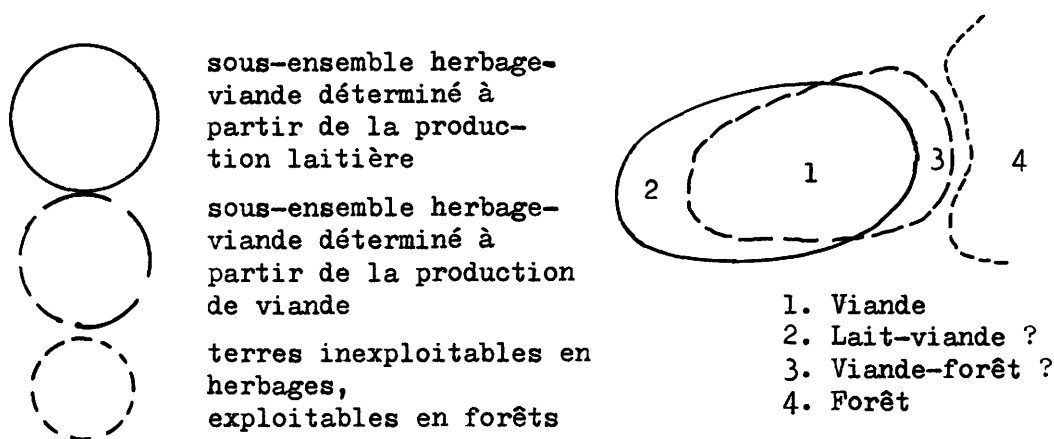 sous-ensemble herbage-
viande déterminé à
partir de la produc-
tion laitière
sous-ensemble herbage-
viande déterminé à
partir de la production
de viande
terres inexploitables en
herbages,
exploitables en forêts
2
1
3
4
1. Viande
2. Lait-viande ?
3. Viande-forêt ?
4. Forêt